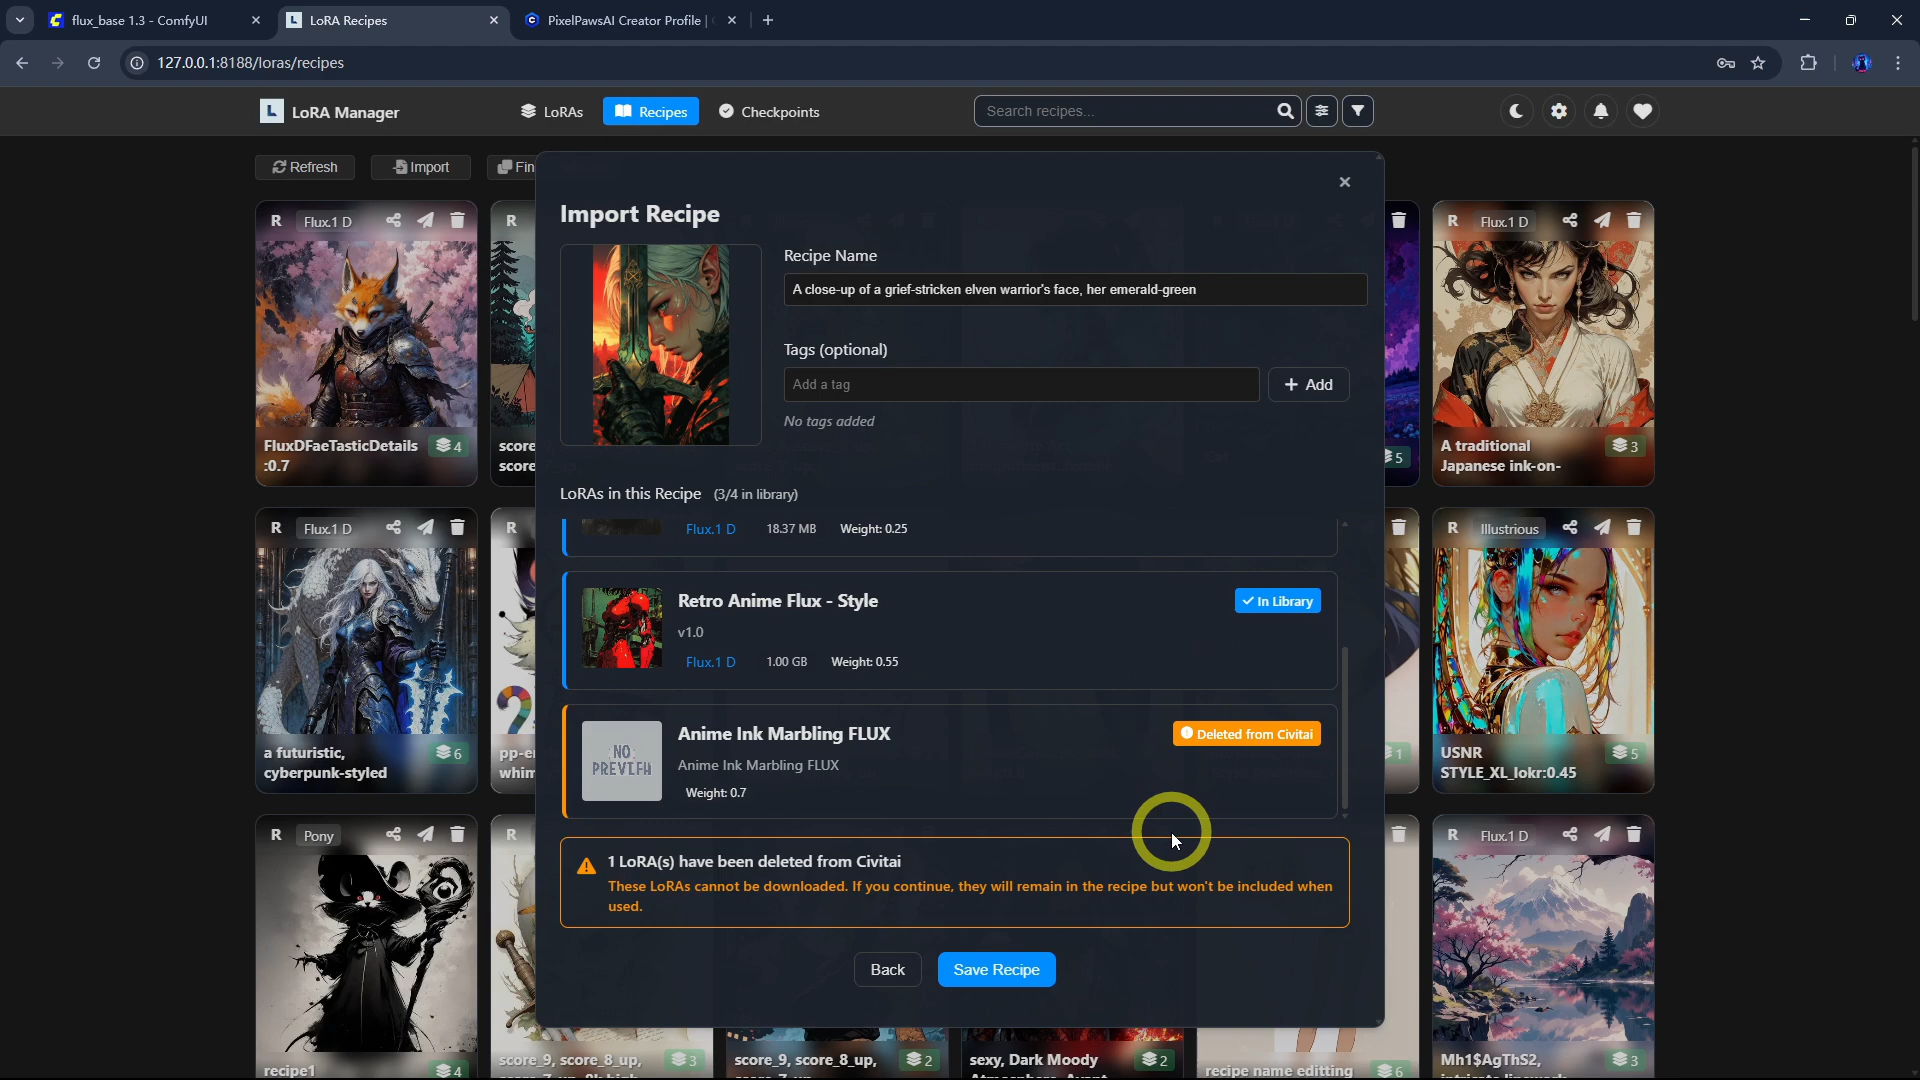 flux_base 1.3 - ComfyUI
LoRA Recipes
PixelPawsAI Creator Profile |
127.0.0.1:8188/loras/recipes
L LoRA Manager
LoRAs
Recipes
Checkpoints
Search recipes...
Refresh
Import
Fin
Import Recipe
Recipe Name
A close-up of a grief-stricken elven warrior's face, her emerald-green
Tags (optional)
Add a tag
+ Add
No tags added
LoRAs in this Recipe (3/4 in library)
Flux.1 D 18.37 MB Weight: 0.25
Retro Anime Flux - Style
In Library
v1.0
Flux.1 D 1.00 GB Weight: 0.55
NO
Anime Ink Marbling FLUX
Deleted from Civitai
Anime Ink Marbling FLUX
Weight: 0.7
1 LoRA(s) have been deleted from Civitai
These LoRAs cannot be downloaded. If you continue, they will remain in the recipe but won't be included when
used.
Back
Save Recipe
R Flux.1 D
FluxDFaeTasticDetails
:0.7
4
R
score
score
5
R Flux.1 D
A traditional
Japanese ink-on-
3
R Flux.1 D
a futuristic,
cyberpunk-styled
6
R
pp-e
whim
1
R Illustrious
USNR
STYLE_XL_lokr:0.45
5
R Pony
recipe1
4
R
score_9, score_8_up,
3
score_9, score_8_up,
2
sexy, Dark Moody
2
recipe name editting
6
R Flux.1 D
Mh1$AgThS2,
3